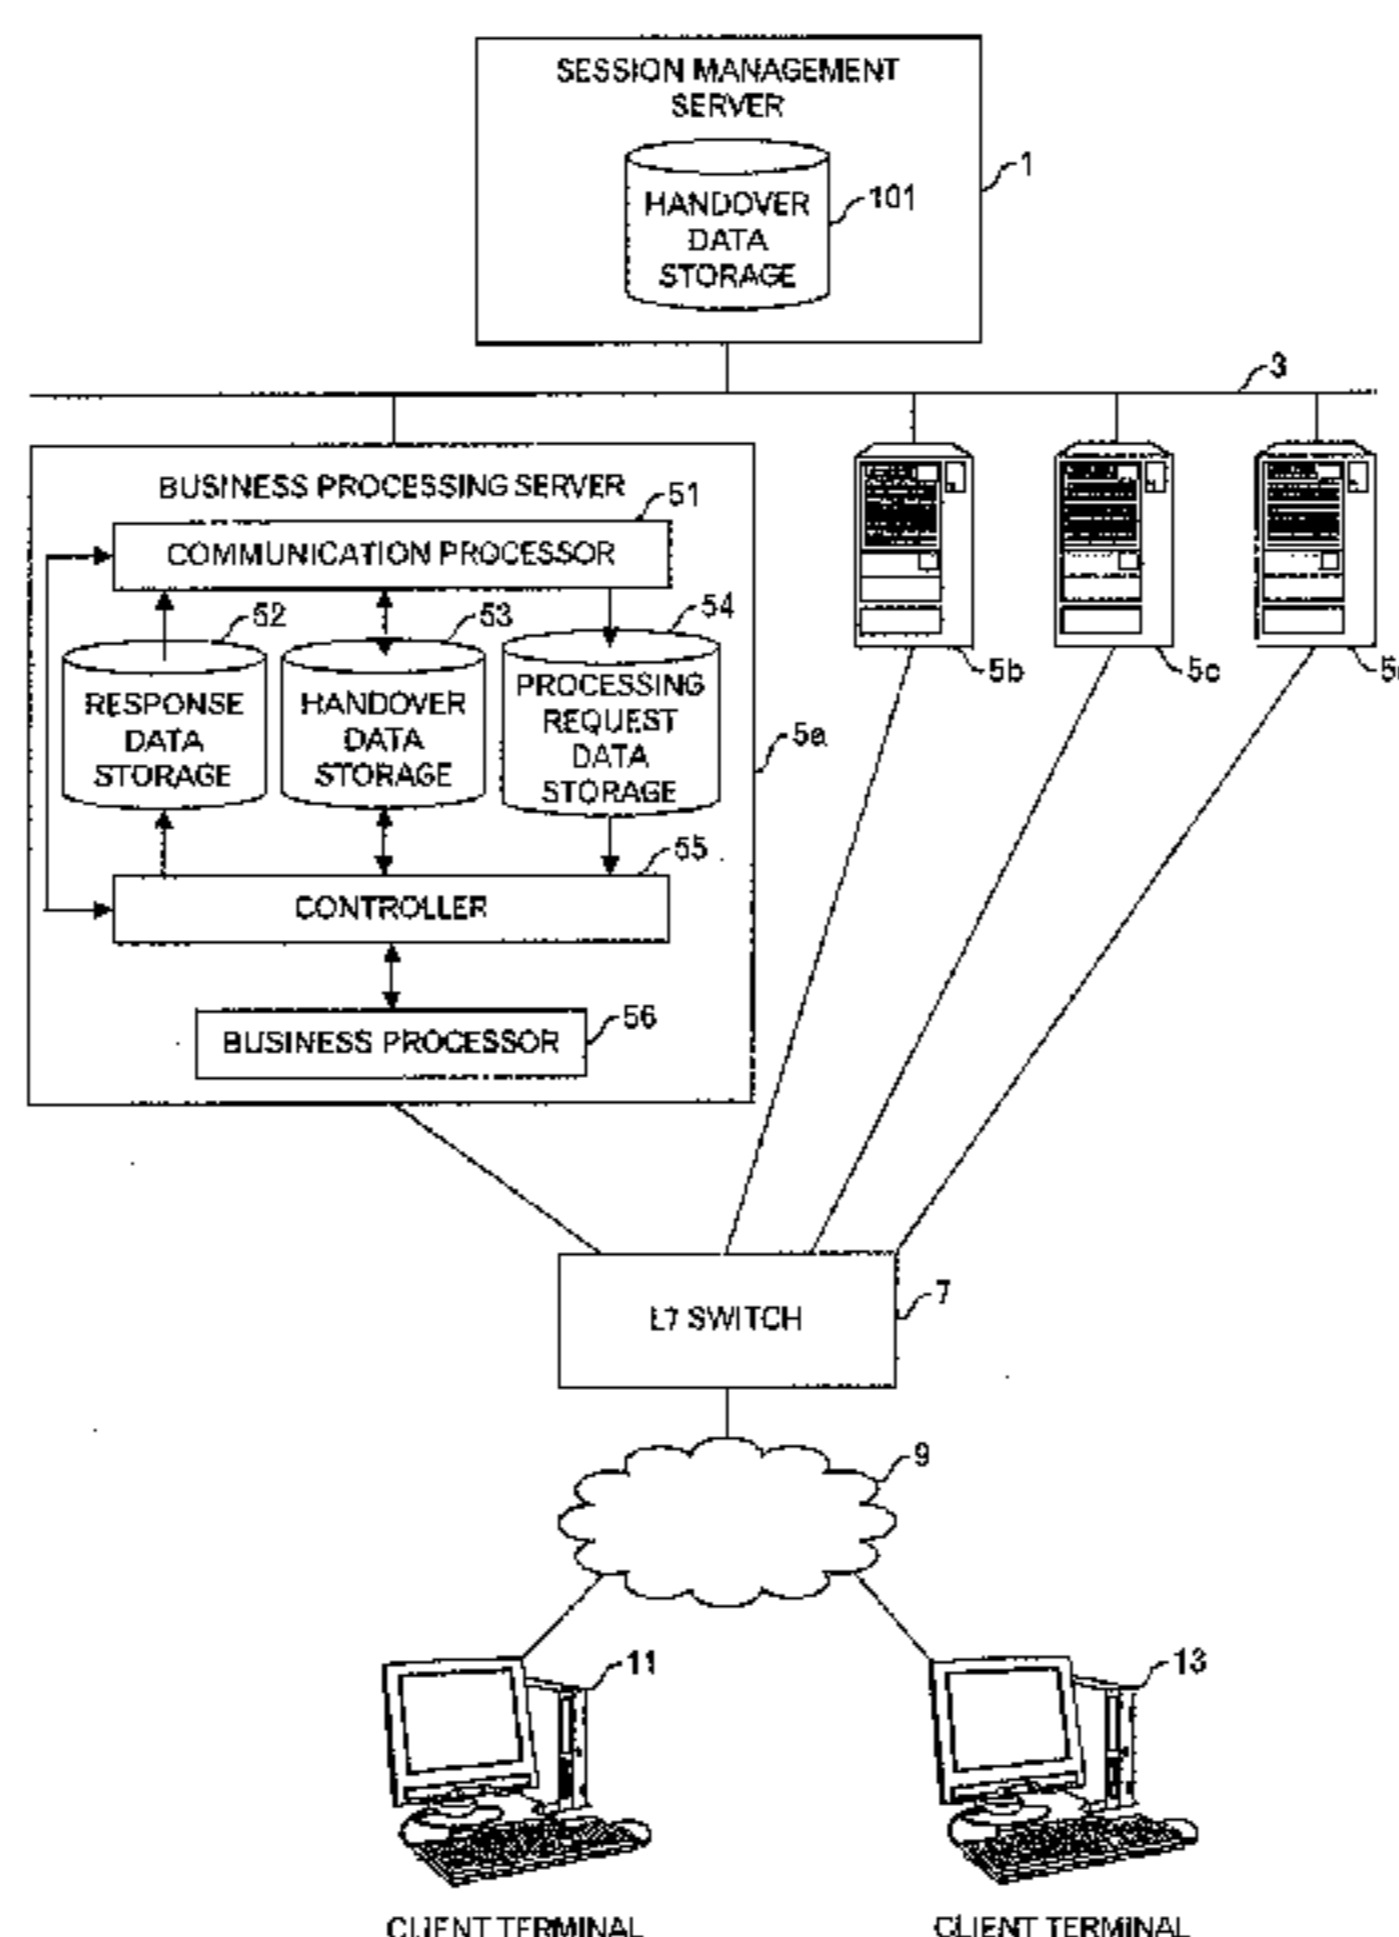 SESSION MANAGEMENT
SERVER
1
HANDOVER
DATA
STORAGE
101
3
BUSINESS PROCESSING SERVER
51
COMMUNICATION PROCESSOR
52
53
54
RESPONSE
DATA
STORAGE
HANDOVER
DATA
STORAGE
PROCESSING
REQUEST
DATA
STORAGE
5a
5b
5c
55
CONTROLLER
56
BUSINESS PROCESSOR
L7 SWITCH
7
9
11
13
CLIENT TERMINAL
CLIENT TERMINAL